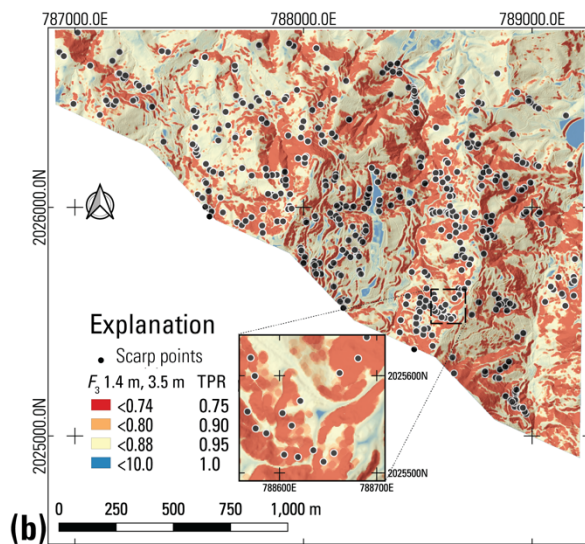 787000.0E 788000.0E 789000.0E
2026000.0N
2025000.0N
Explanation
Scarp points
F3 1.4 m, 3.5 m TPR
<0.74 0.75
<0.80 0.90
<0.88 0.95
<10.0 1.0
2025600N
2025500N
788600E 788700E
0 250 500 750 1,000 m
(b)